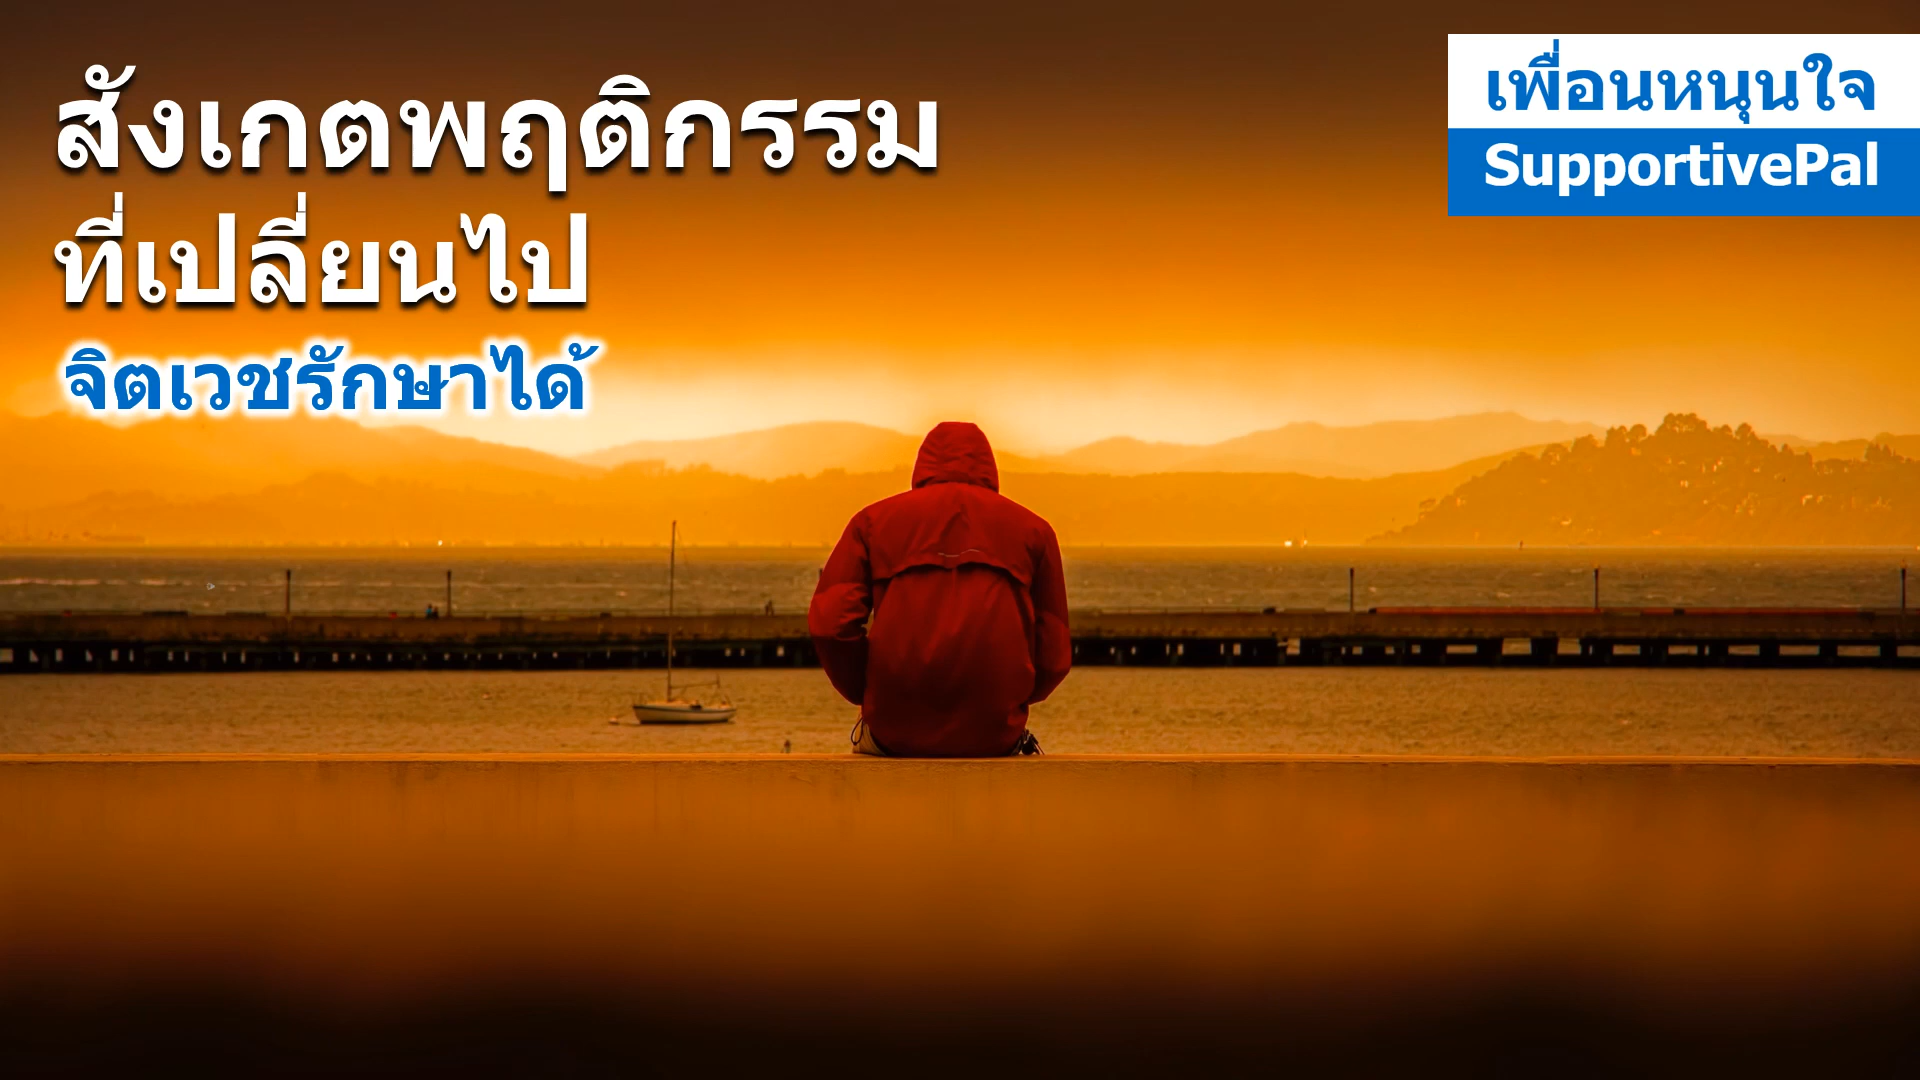 สังเกตพฤติกรรม
ที่เปลี่ยนไป
จิตเวชรักษาได้
เพื่อนหนุนใจ
SupportivePal